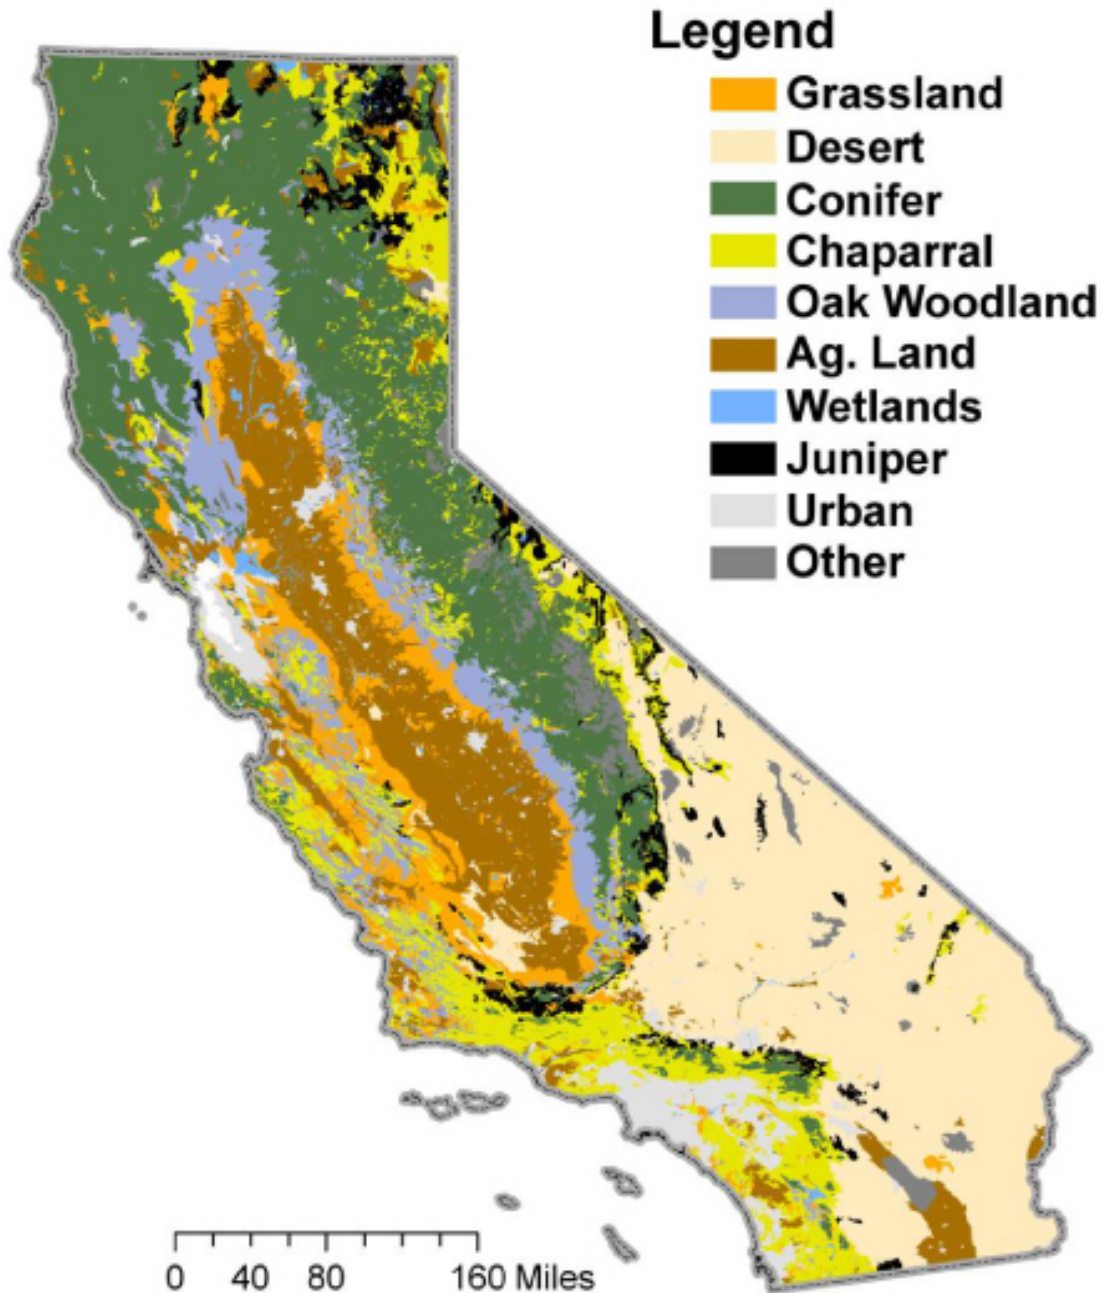 Legend
Grassland
Desert
Conifer
Chaparral
Oak Woodland
Ag. Land
Wetlands
Juniper
Urban
Other
0 40 80 160 Miles